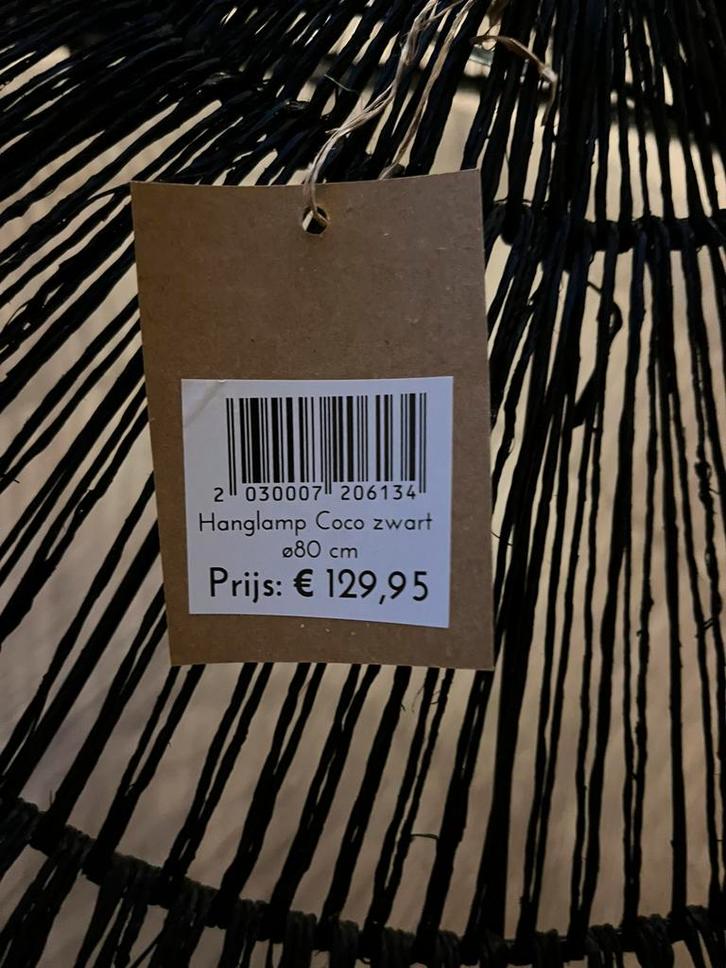 2 030007 206134
Hanglamp Coco zwart
ø80 cm
Prijs: € 129,95